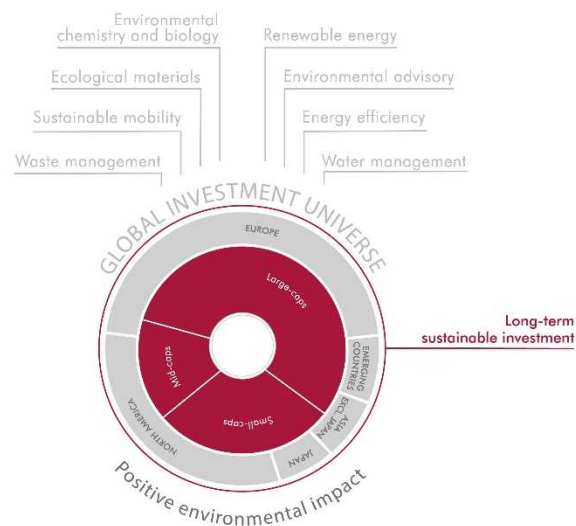 Environmental
chemistry and biology
Renewable energy
Ecological materials
Environmental advisory
Sustainable mobility
Energy efficiency
Waste management
Water management
GLOBAL INVESTMENT UNIVERSE
EUROPE
Large-caps
Long-term
sustainable investment
EMERGING
COUNTRIES
Mid-caps
ASIA
EXCL. JAPAN
Small-caps
NORTH AMERICA
JAPAN
Positive environmental impact